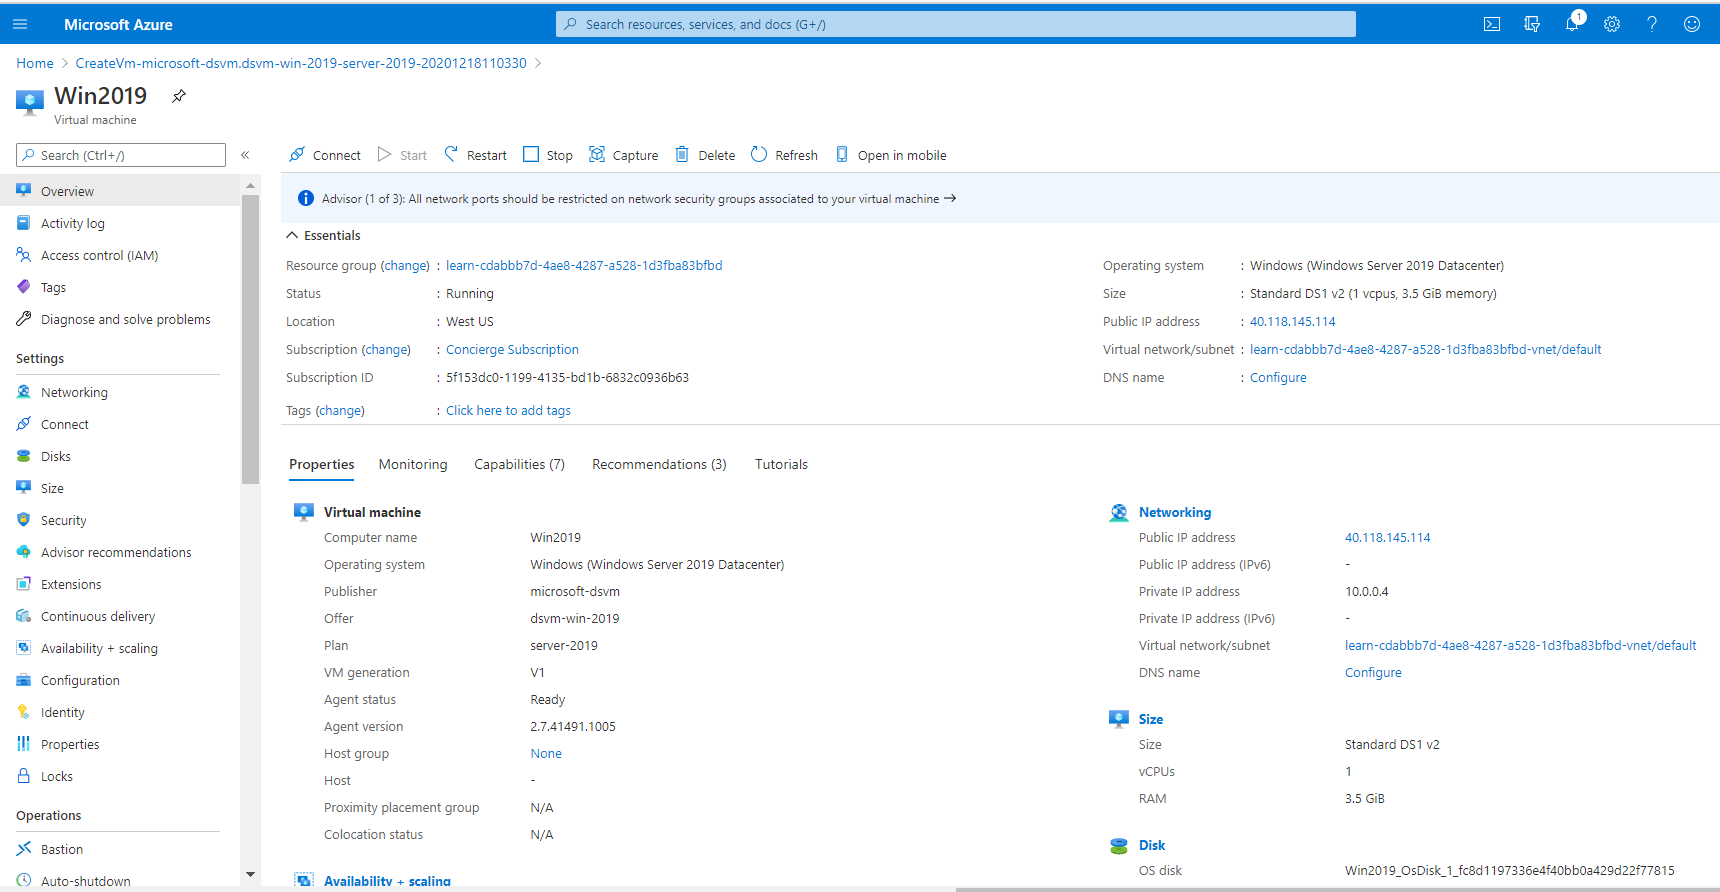 Microsoft Azure
Search resources, services, and docs (G+/)
1
Home > CreateVm-microsoft-dsvm.dsvm-win-2019-server-2019-20201218110330 >
Win2019
Virtual machine
Search (Ctrl+/)
«
Overview
Activity log
Access control (IAM)
Tags
Diagnose and solve problems
Settings
Networking
Connect
Disks
Size
Security
Advisor recommendations
Extensions
Continuous delivery
Availability + scaling
Configuration
Identity
Properties
Locks
Operations
Bastion
Auto-shutdown
Connect Start Restart Stop Capture Delete Refresh Open in mobile
Advisor (1 of 3): All network ports should be restricted on network security groups associated to your virtual machine →
Essentials
Resource group (change) : learn-cdabbb7d-4ae8-4287-a528-1d3fba83bfbd
Status : Running
Location : West US
Subscription (change) : Concierge Subscription
Subscription ID : 5f153dc0-1199-4135-bd1b-6832c0936b63
Tags (change) : Click here to add tags
Operating system : Windows (Windows Server 2019 Datacenter)
Size : Standard DS1 v2 (1 vcpus, 3.5 GiB memory)
Public IP address : 40.118.145.114
Virtual network/subnet : learn-cdabbb7d-4ae8-4287-a528-1d3fba83bfbd-vnet/default
DNS name : Configure
Properties Monitoring Capabilities (7) Recommendations (3) Tutorials
Virtual machine
Computer name Win2019
Operating system Windows (Windows Server 2019 Datacenter)
Publisher microsoft-dsvm
Offer dsvm-win-2019
Plan server-2019
VM generation V1
Agent status Ready
Agent version 2.7.41491.1005
Host group None
Host -
Proximity placement group N/A
Colocation status N/A
Availability + scaling
Networking
Public IP address 40.118.145.114
Public IP address (IPv6) -
Private IP address 10.0.0.4
Private IP address (IPv6) -
Virtual network/subnet learn-cdabbb7d-4ae8-4287-a528-1d3fba83bfbd-vnet/default
DNS name Configure
Size
Size Standard DS1 v2
vCPUs 1
RAM 3.5 GiB
Disk
OS disk Win2019_OsDisk_1_fc8d1197336e4f40bb0a429d22f77815